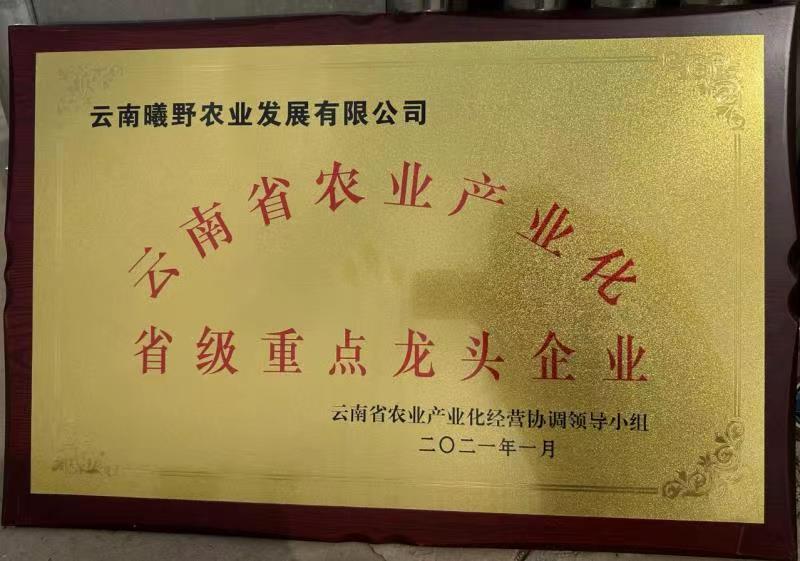 云南曦野农业发展有限公司
云南省农业产业化
省级重点龙头企业
云南省农业产业化经营协调领导小组
二〇二一年一月